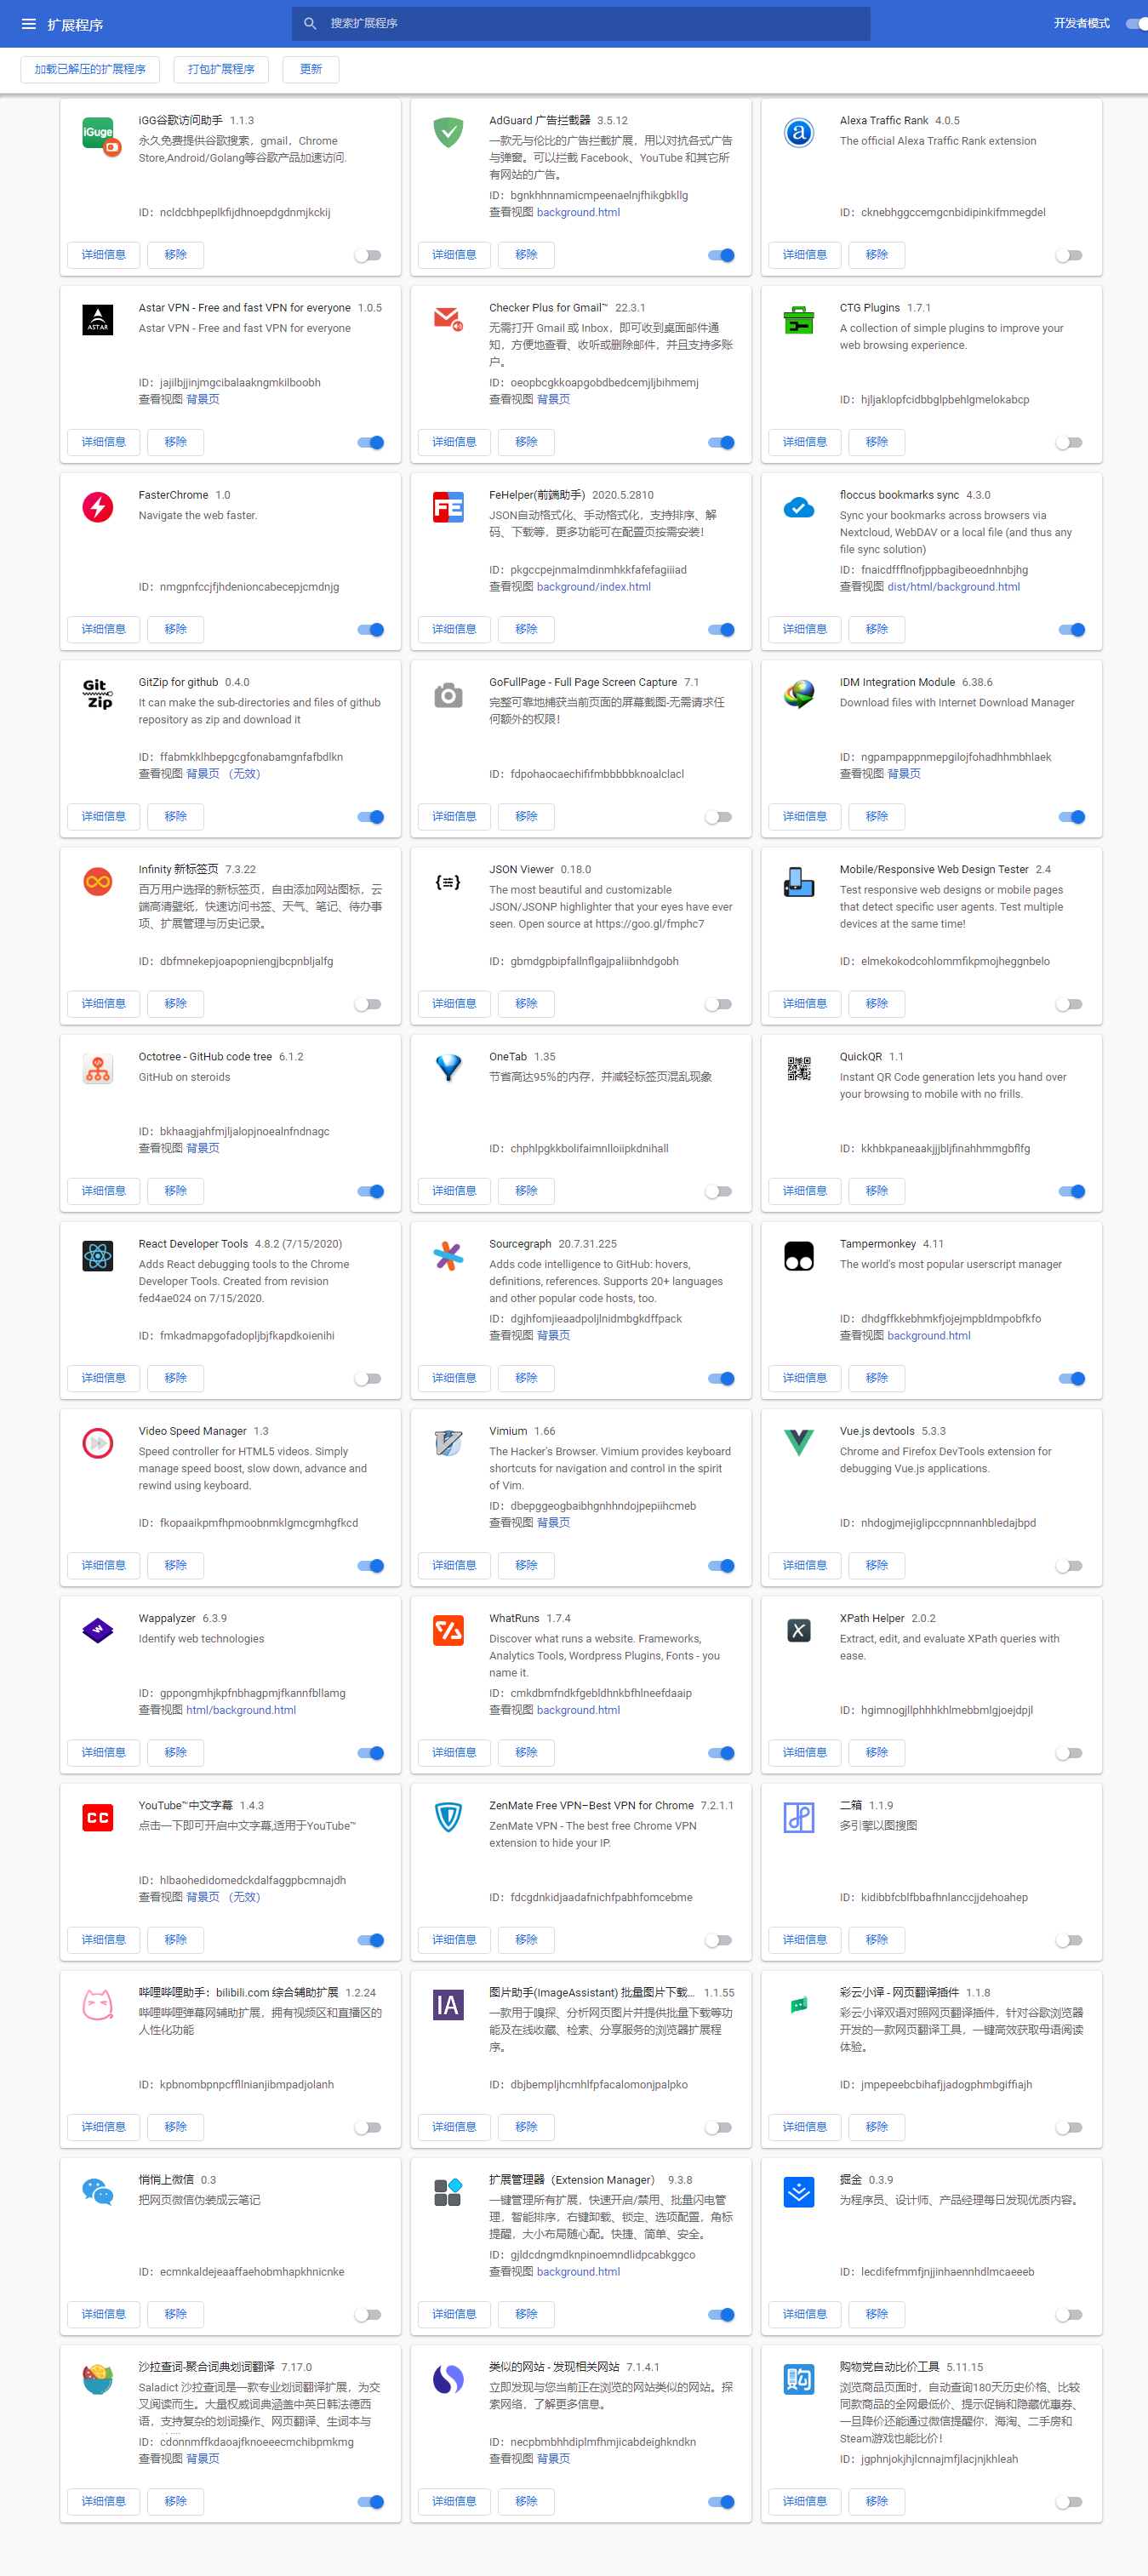 扩展程序
搜索扩展程序
开发者模式
加载已解压的扩展程序
打包扩展程序
更新
iGuge
iGG谷歌访问助手 1.1.3
永久免费提供谷歌搜索，gmail，Chrome
Store,Android/Golang等谷歌产品加速访问.
ID：ncldcbhpeplkfijdhnoepdgdnmjkckij
详细信息
移除
AdGuard 广告拦截器 3.5.12
一款无与伦比的广告拦截扩展，用以对抗各式广告
与弹窗。可以拦截 Facebook、YouTube 和其它所
有网站的广告。
ID：bgnkhhnnamicmpeenaelnjfhikgbkllg
查看视图 background.html
详细信息
移除
Alexa Traffic Rank 4.0.5
The official Alexa Traffic Rank extension
ID：cknebhggccemgcnbidipinkifmmegdel
详细信息
移除
ASTAR
Astar VPN - Free and fast VPN for everyone 1.0.5
Astar VPN - Free and fast VPN for everyone
ID：jajilbjjinjmgcibalaakngmkilboobh
查看视图 背景页
详细信息
移除
Checker Plus for Gmail™ 22.3.1
无需打开 Gmail 或 Inbox，即可收到桌面邮件通
知，方便地查看、收听或删除邮件，并且支持多账
户。
ID：oeopbcgkkoapgobdbedcemjljbihmemj
查看视图 背景页
详细信息
移除
CTG Plugins 1.7.1
A collection of simple plugins to improve your
web browsing experience.
ID：hjljaklopfcidbbglpbehlgmelokabcp
详细信息
移除
FasterChrome 1.0
Navigate the web faster.
ID：nmgpnfccjfjhdenioncabecepjcmdnjg
详细信息
移除
FE
FeHelper(前端助手) 2020.5.2810
JSON自动格式化、手动格式化，支持排序、解
码、下载等，更多功能可在配置页按需安装！
ID：pkgccpejnmalmdinmhkkfafefagiiiad
查看视图 background/index.html
详细信息
移除
floccus bookmarks sync 4.3.0
Sync your bookmarks across browsers via
Nextcloud, WebDAV or a local file (and thus any
file sync solution)
ID：fnaicdffflnofjppbagibeoednhnbjhg
查看视图 dist/html/background.html
详细信息
移除
Git
Zip
GitZip for github 0.4.0
It can make the sub-directories and files of github
repository as zip and download it
ID：ffabmkklhbepgcgfonabamgnfafbdlkn
查看视图 背景页 （无效）
详细信息
移除
GoFullPage - Full Page Screen Capture 7.1
完整可靠地捕获当前页面的屏幕截图-无需请求任
何额外的权限！
ID：fdpohaocaechififmbbbbbknoalclacl
详细信息
移除
IDM Integration Module 6.38.6
Download files with Internet Download Manager
ID：ngpampappnmepgilojfohadhhmbhlaek
查看视图 背景页
详细信息
移除
Infinity 新标签页 7.3.22
百万用户选择的新标签页，自由添加网站图标，云
端高清壁纸，快速访问书签、天气、笔记、待办事
项、扩展管理与历史记录。
ID：dbfmnekepjoapopniengjbcpnbljalfg
详细信息
移除
JSON Viewer 0.18.0
The most beautiful and customizable
JSON/JSONP highlighter that your eyes have ever
seen. Open source at https://goo.gl/fmphc7
ID：gbmdgpbipfallnflgajpaliibnhdgobh
详细信息
移除
Mobile/Responsive Web Design Tester 2.4
Test responsive web designs or mobile pages
that detect specific user agents. Test multiple
devices at the same time!
ID：elmekokodcohlommfikpmojheggnbelo
详细信息
移除
Octotree - GitHub code tree 6.1.2
GitHub on steroids
ID：bkhaagjahfmjljalopjnoealnfndnagc
查看视图 背景页
详细信息
移除
OneTab 1.35
节省高达95％的内存，并减轻标签页混乱现象
ID：chphlpgkkbolifaimnlloiipkdnihall
详细信息
移除
QuickQR 1.1
Instant QR Code generation lets you hand over
your browsing to mobile with no frills.
ID：kkhbkpaneaakjjjbljfinahhmmgbflfg
详细信息
移除
React Developer Tools 4.8.2 (7/15/2020)
Adds React debugging tools to the Chrome
Developer Tools. Created from revision
fed4ae024 on 7/15/2020.
ID：fmkadmapgofadopljbjfkapdkoienihi
详细信息
移除
Sourcegraph 20.7.31.225
Adds code intelligence to GitHub: hovers,
definitions, references. Supports 20+ languages
and other popular code hosts, too.
ID：dgjhfomjieaadpoljlnidmbgkdffpack
查看视图 背景页
详细信息
移除
Tampermonkey 4.11
The world's most popular userscript manager
ID：dhdgffkkebhmkfjojejmpbldmpobfkfo
查看视图 background.html
详细信息
移除
Video Speed Manager 1.3
Speed controller for HTML5 videos. Simply
manage speed boost, slow down, advance and
rewind using keyboard.
ID：fkopaaikpmfhpmoobnmklgmcgmhgfkcd
详细信息
移除
Vimium 1.66
The Hacker's Browser. Vimium provides keyboard
shortcuts for navigation and control in the spirit
of Vim.
ID：dbepggeogbaibhgnhhndojpepiihcmeb
查看视图 背景页
详细信息
移除
Vue.js devtools 5.3.3
Chrome and Firefox DevTools extension for
debugging Vue.js applications.
ID：nhdogjmejiglipccpnnnanhbledajbpd
详细信息
移除
Wappalyzer 6.3.9
Identify web technologies
ID：gppongmhjkpfnbhagpmjfkannfbllamg
查看视图 html/background.html
详细信息
移除
WhatRuns 1.7.4
Discover what runs a website. Frameworks,
Analytics Tools, Wordpress Plugins, Fonts - you
name it.
ID：cmkdbmfndkfgebldhnkbfhlneefdaaip
查看视图 background.html
详细信息
移除
XPath Helper 2.0.2
Extract, edit, and evaluate XPath queries with
ease.
ID：hgimnogjllphhhkhlmebbmlgjoejdpjl
详细信息
移除
CC
YouTube™中文字幕 1.4.3
点击一下即可开启中文字幕,适用于YouTube™
ID：hlbaohedidomedckdalfaggpbcmnajdh
查看视图 背景页 （无效）
详细信息
移除
ZenMate Free VPN–Best VPN for Chrome 7.2.1.1
ZenMate VPN - The best free Chrome VPN
extension to hide your IP.
ID：fdcgdnkidjaadafnichfpabhfomcebme
详细信息
移除
二箱 1.1.9
多引擎以图搜图
ID：kidibbfcblfbbafhnlanccjjdehoahep
详细信息
移除
哔哩哔哩助手：bilibili.com 综合辅助扩展 1.2.24
哔哩哔哩弹幕网辅助扩展，拥有视频区和直播区的
人性化功能
ID：kpbnombpnpcffllnianjibmpadjolanh
详细信息
移除
IA
图片助手(ImageAssistant) 批量图片下载... 1.1.55
一款用于嗅探、分析网页图片并提供批量下载等功
能及在线收藏、检索、分享服务的浏览器扩展程
序。
ID：dbjbempljhcmhlfpfacalomonjpalpko
详细信息
移除
彩云小译 - 网页翻译插件 1.1.8
彩云小译双语对照网页翻译插件，针对谷歌浏览器
开发的一款网页翻译工具，一键高效获取母语阅读
体验。
ID：jmpepeebcbihafjjadogphmbgiffiajh
详细信息
移除
悄悄上微信 0.3
把网页微信伪装成云笔记
ID：ecmnkaldejeaaffaehobmhapkhnicnke
详细信息
移除
扩展管理器（Extension Manager） 9.3.8
一键管理所有扩展，快速开启/禁用、批量闪电管
理，智能排序，右键卸载、锁定、选项配置，角标
提醒，大小布局随心配。快捷、简单、安全。
ID：gjldcdngmdknpinoemndlidpcabkggco
查看视图 background.html
详细信息
移除
掘金 0.3.9
为程序员、设计师、产品经理每日发现优质内容。
ID：lecdifefmmfjnjjinhaennhdlmcaeeeb
详细信息
移除
沙拉查词-聚合词典划词翻译 7.17.0
Saladict 沙拉查词是一款专业划词翻译扩展，为交
叉阅读而生。大量权威词典涵盖中英日韩法德西
语，支持复杂的划词操作、网页翻译、生词本与
ID：cdonnmffkdaoajfknoeeecmchibpmkmg
查看视图 背景页
详细信息
移除
类似的网站 - 发现相关网站 7.1.4.1
立即发现与您当前正在浏览的网站类似的网站。探
索网络，了解更多信息。
ID：necpbmbhhdiplmfhmjicabdeighkndkn
查看视图 背景页
详细信息
移除
购
购物党自动比价工具 5.11.15
浏览商品页面时，自动查询180天历史价格、比较
同款商品的全网最低价、提示促销和隐藏优惠券、
一旦降价还能通过微信提醒你，海淘、二手房和
Steam游戏也能比价！
ID：jgphnjokjhjlcnnajmfjlacjnjkhleah
详细信息
移除